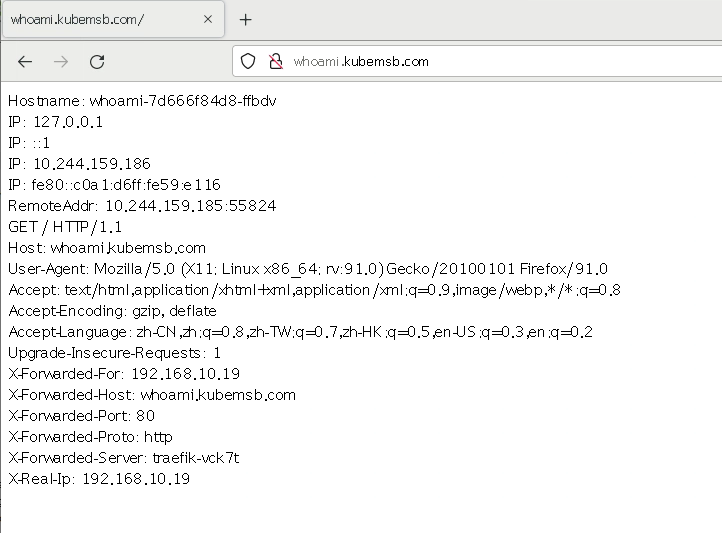 whoami.kubemsb.com/
whoami.kubemsb.com
Hostname: whoami-7d666f84d8-ffbdv
IP: 127.0.0.1
IP: ::1
IP: 10.244.159.186
IP: fe80::c0a1:d6ff:fe59:e116
RemoteAddr: 10.244.159.185:55824
GET / HTTP/1.1
Host: whoami.kubemsb.com
User-Agent: Mozilla/5.0 (X11; Linux x86_64; rv:91.0) Gecko/20100101 Firefox/91.0
Accept: text/html,application/xhtml+xml,application/xml;q=0.9,image/webp,*/*;q=0.8
Accept-Encoding: gzip, deflate
Accept-Language: zh-CN,zh;q=0.8,zh-TW;q=0.7,zh-HK;q=0.5,en-US;q=0.3,en;q=0.2
Upgrade-Insecure-Requests: 1
X-Forwarded-For: 192.168.10.19
X-Forwarded-Host: whoami.kubemsb.com
X-Forwarded-Port: 80
X-Forwarded-Proto: http
X-Forwarded-Server: traefik-vck7t
X-Real-Ip: 192.168.10.19